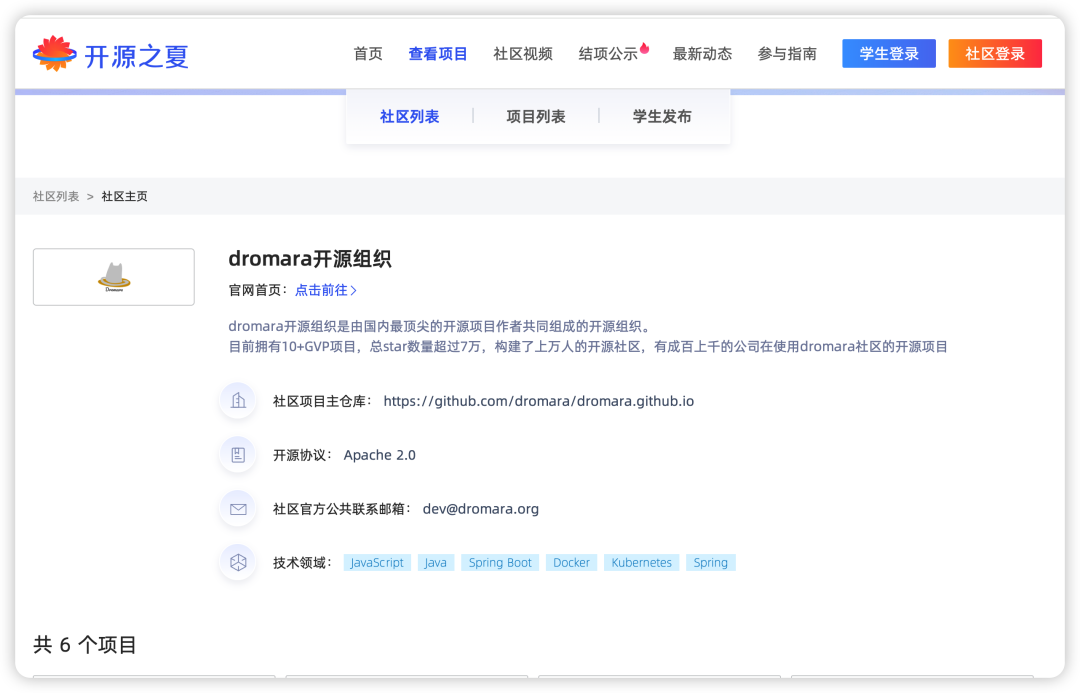 开源之夏
首页 查看项目 社区视频 结项公示 最新动态 参与指南 学生登录 社区登录
社区列表 | 项目列表 | 学生发布
社区列表 > 社区主页
Dromara
dromara开源组织
官网首页：点击前往>
dromara开源组织是由国内最顶尖的开源项目作者共同组成的开源组织。
目前拥有10+GVP项目，总star数量超过7万，构建了上万人的开源社区，有成百上千的公司在使用dromara社区的开源项目
社区项目主仓库： https://github.com/dromara/dromara.github.io
开源协议： Apache 2.0
社区官方公共联系邮箱： dev@dromara.org
技术领域： JavaScript Java Spring Boot Docker Kubernetes Spring
共 6 个项目